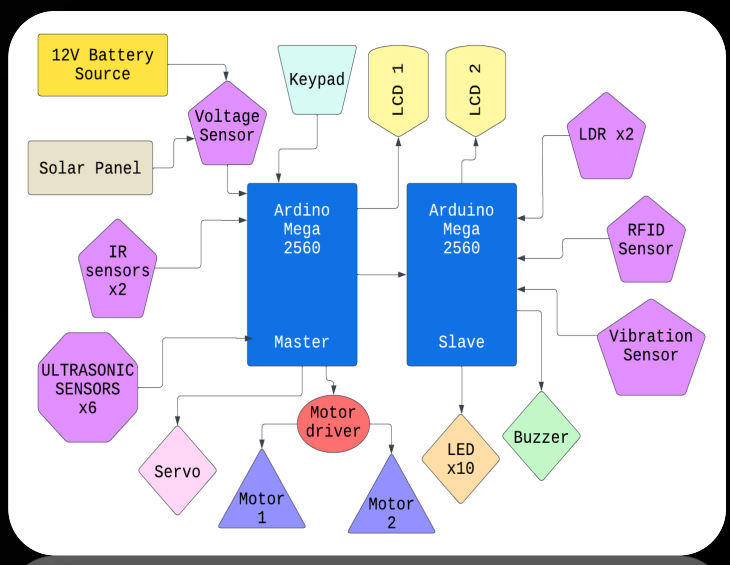 12V Battery
Source
Keypad
LCD 1
LCD 2
Voltage
Sensor
LDR x2
Solar Panel
Ardino
Mega
2560
Master
Arduino
Mega
2560
Slave
RFID
Sensor
IR
sensors
x2
Vibration
Sensor
ULTRASONIC
SENSORS
x6
Motor
driver
Servo
Motor
1
Motor
2
LED
x10
Buzzer